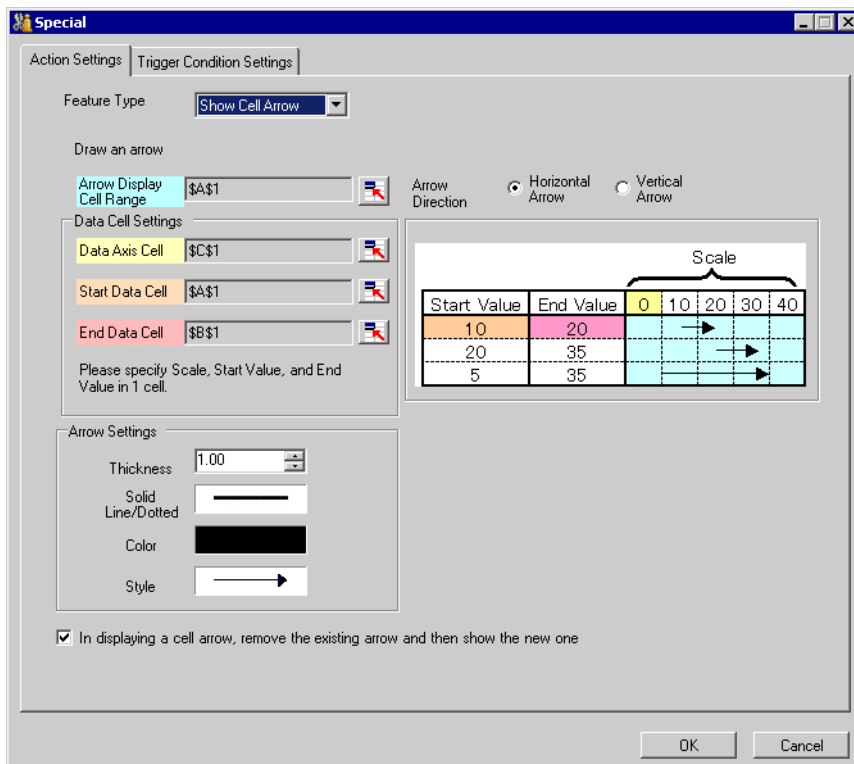 Special
Action Settings
Trigger Condition Settings
Feature Type
Show Cell Arrow
Draw an arrow
Arrow Display
Cell Range
$A$1
Arrow
Direction
Horizontal
Arrow
Vertical
Arrow
Data Cell Settings
Data Axis Cell
$C$1
Start Data Cell
$A$1
End Data Cell
$B$1
Please specify Scale, Start Value, and End
Value in 1 cell.
Scale
Start Value End Value 0 10 20 30 40
10 20
20 35
5 35
Arrow Settings
Thickness
1.00
Solid
Line/Dotted
Color
Style
In displaying a cell arrow, remove the existing arrow and then show the new one
OK
Cancel